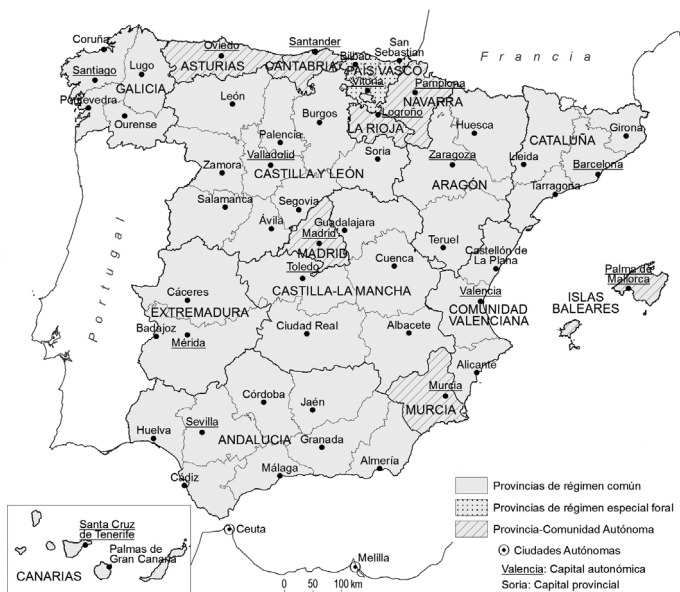 Francia
Coruña
Oviedo
Santander
Bilbao
San
Sebastian
Lugo
ASTURIAS
CANTABRIA
PAIS VASCO
Santiago
GALICIA
Vitoria
Pamplona
NAVARRA
Pontevedra
León
Ourense
Burgos
Logroño
LA RIOJA
Huesca
Girona
Palencia
CATALUÑA
Valladolid
Soria
Zaragoza
Lleida
Barcelona
Zamora
CASTILLA Y LEÓN
ARAGÓN
Tarragona
Salamanca
Segovia
Ávila
Guadalajara
Madrid
MADRID
Teruel
Castellón de
La Plana
Portugal
Cuenca
Toledo
Palma de
Mallorca
Cáceres
CASTILLA-LA MANCHA
Valencia
ISLAS
BALEARES
EXTREMADURA
COMUNIDAD
VALENCIANA
Badajoz
Mérida
Ciudad Real
Albacete
Alicante
Córdoba
Jaén
Murcia
MURCIA
Huelva
Sevilla
ANDALUCIA
Granada
Almería
Málaga
Cádiz
Ceuta
Melilla
Santa Cruz
de Tenerife
Palmas de
Gran Canaria
CANARIAS
0 50 100 km
Provincias de régimen común
Provincias de régimen especial foral
Provincia-Comunidad Autónoma
Ciudades Autónomas
Valencia: Capital autonómica
Soria: Capital provincial